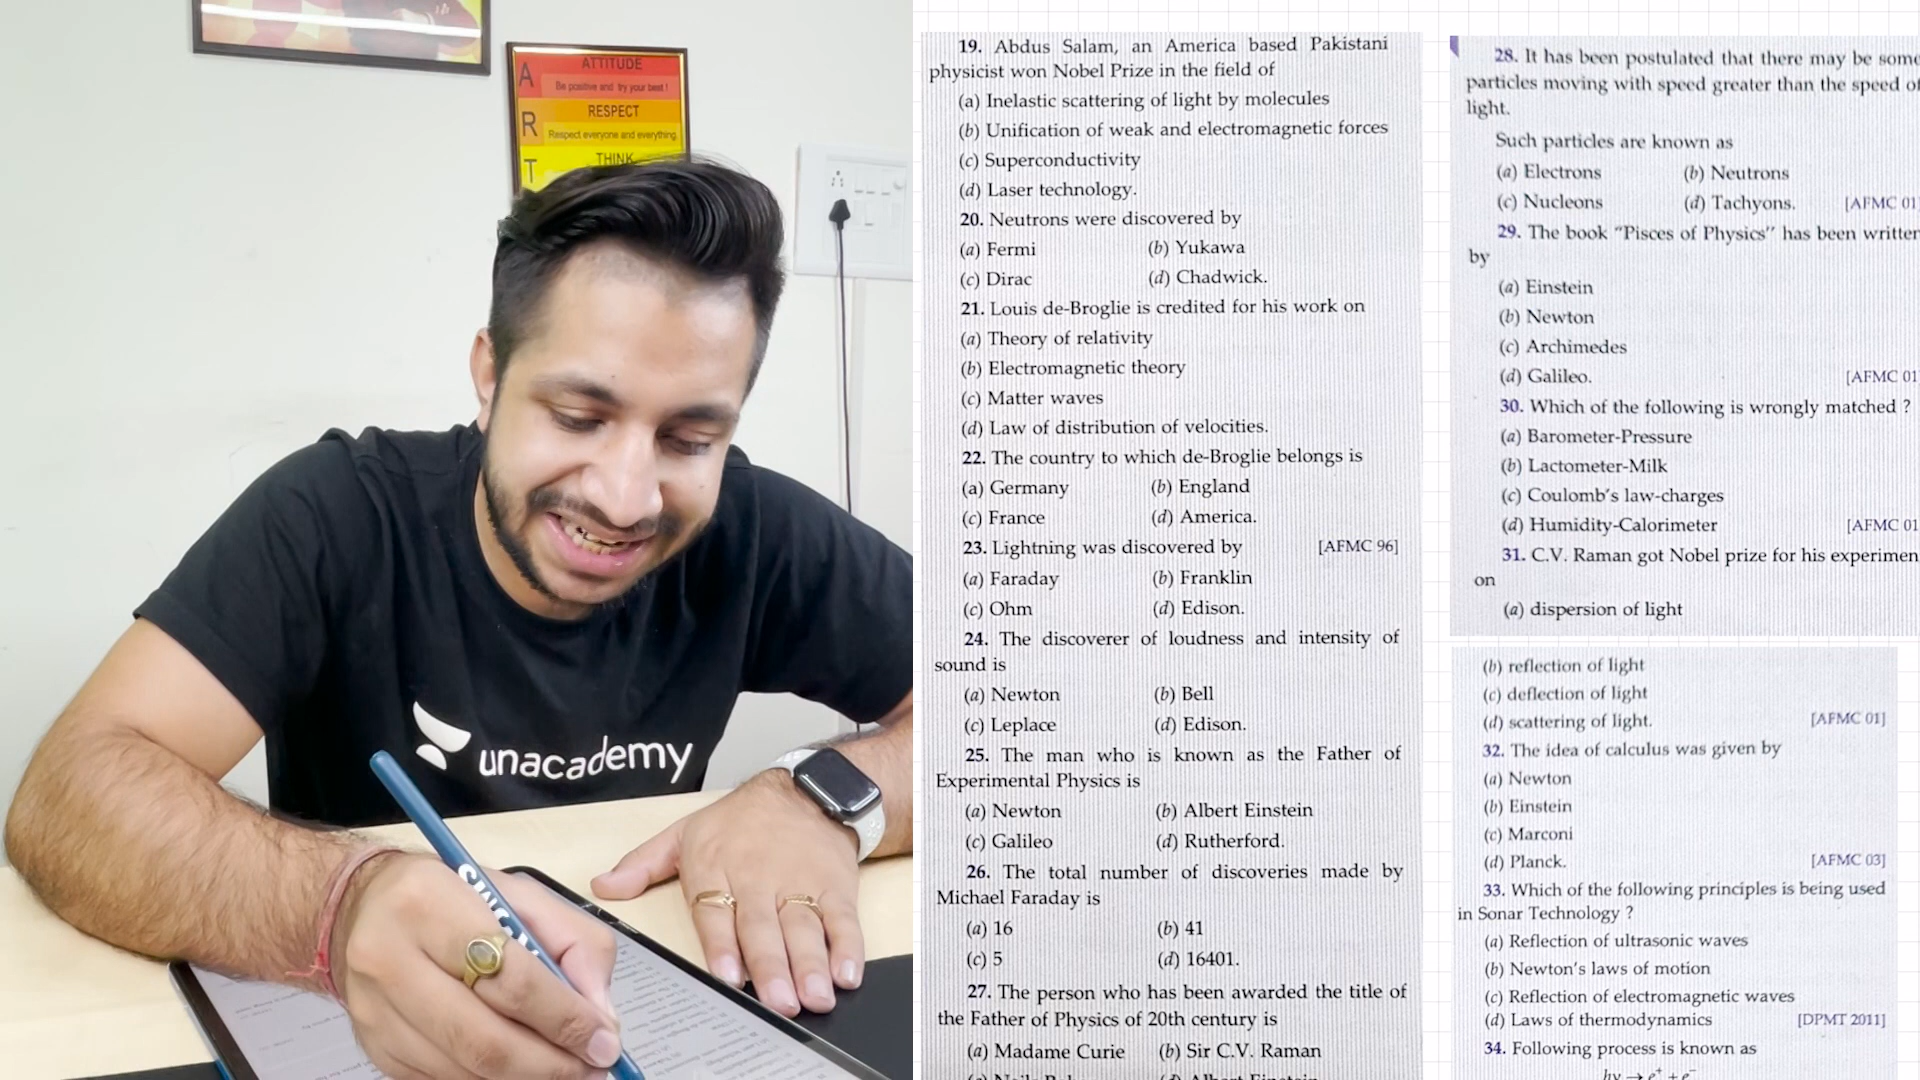 A
ATTITUDE
Be positive and try your best !
R
RESPECT
Respect everyone and everything.
T
THINK
unacademy
19. Abdus Salam, an America based Pakistani
physicist won Nobel Prize in the field of
(a) Inelastic scattering of light by molecules
(b) Unification of weak and electromagnetic forces
(c) Superconductivity
(d) Laser technology.
20. Neutrons were discovered by
(a) Fermi (b) Yukawa
(c) Dirac (d) Chadwick.
21. Louis de-Broglie is credited for his work on
(a) Theory of relativity
(b) Electromagnetic theory
(c) Matter waves
(d) Law of distribution of velocities.
22. The country to which de-Broglie belongs is
(a) Germany (b) England
(c) France (d) America.
23. Lightning was discovered by [AFMC 96]
(a) Faraday (b) Franklin
(c) Ohm (d) Edison.
24. The discoverer of loudness and intensity of
sound is
(a) Newton (b) Bell
(c) Leplace (d) Edison.
25. The man who is known as the Father of
Experimental Physics is
(a) Newton (b) Albert Einstein
(c) Galileo (d) Rutherford.
26. The total number of discoveries made by
Michael Faraday is
(a) 16 (b) 41
(c) 5 (d) 16401.
27. The person who has been awarded the title of
the Father of Physics of 20th century is
(a) Madame Curie (b) Sir C.V. Raman
28. It has been postulated that there may be some
particles moving with speed greater than the speed of
light.
Such particles are known as
(a) Electrons (b) Neutrons
(c) Nucleons (d) Tachyons. [AFMC 01]
29. The book “Pisces of Physics” has been written
by
(a) Einstein
(b) Newton
(c) Archimedes
(d) Galileo. [AFMC 01
30. Which of the following is wrongly matched ?
(a) Barometer-Pressure
(b) Lactometer-Milk
(c) Coulomb's law-charges
(d) Humidity-Calorimeter [AFMC 01
31. C.V. Raman got Nobel prize for his experimen
on
(a) dispersion of light
(b) reflection of light
(c) deflection of light
(d) scattering of light. [AFMC 01]
32. The idea of calculus was given by
(a) Newton
(b) Einstein
(c) Marconi
(d) Planck. [AFMC 03]
33. Which of the following principles is being used
in Sonar Technology ?
(a) Reflection of ultrasonic waves
(b) Newton's laws of motion
(c) Reflection of electromagnetic waves
(d) Laws of thermodynamics [DPMT 2011]
34. Following process is known as
hν → e⁺ + e⁻